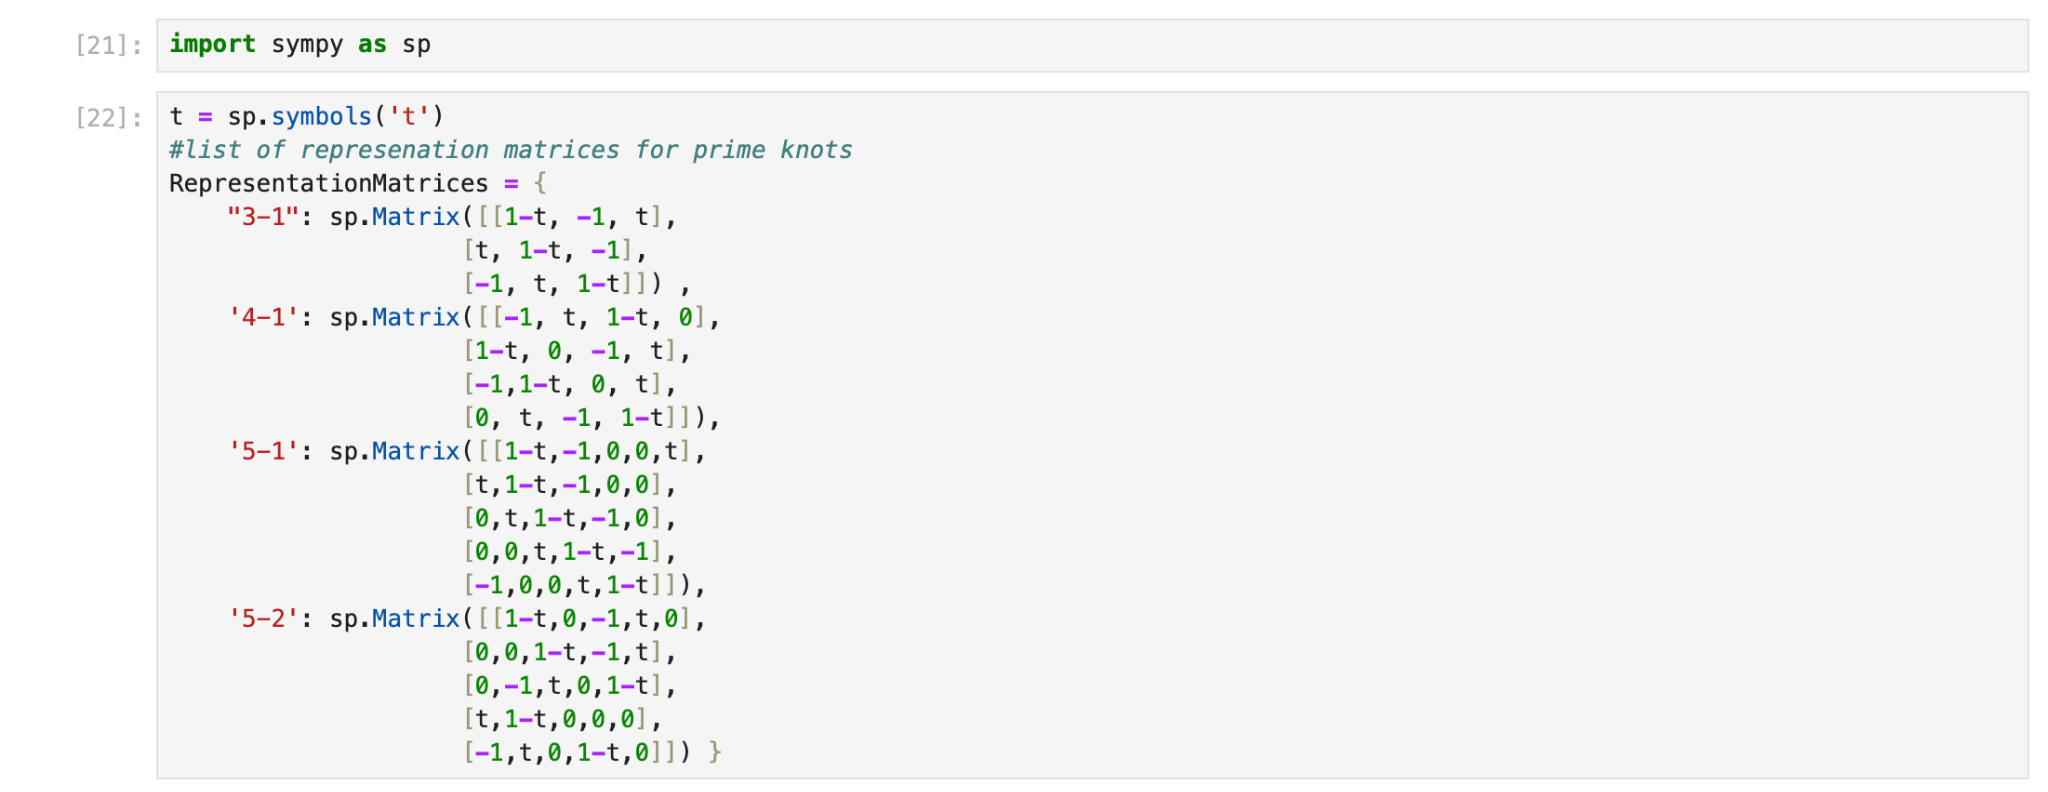 [21]: import sympy as sp
[22]: t = sp.symbols('t')
#list of represenation matrices for prime knots
RepresentationMatrices = {
"3-1": sp.Matrix([[1-t, -1, t],
[t, 1-t, -1],
[-1, t, 1-t]]) ,
'4-1': sp.Matrix([[-1, t, 1-t, 0],
[1-t, 0, -1, t],
[-1,1-t, 0, t],
[0, t, -1, 1-t]]),
'5-1': sp.Matrix([[1-t,-1,0,0,t],
[t,1-t,-1,0,0],
[0,t,1-t,-1,0],
[0,0,t,1-t,-1],
[-1,0,0,t,1-t]]),
'5-2': sp.Matrix([[1-t,0,-1,t,0],
[0,0,1-t,-1,t],
[0,-1,t,0,1-t],
[t,1-t,0,0,0],
[-1,t,0,1-t,0]]) }